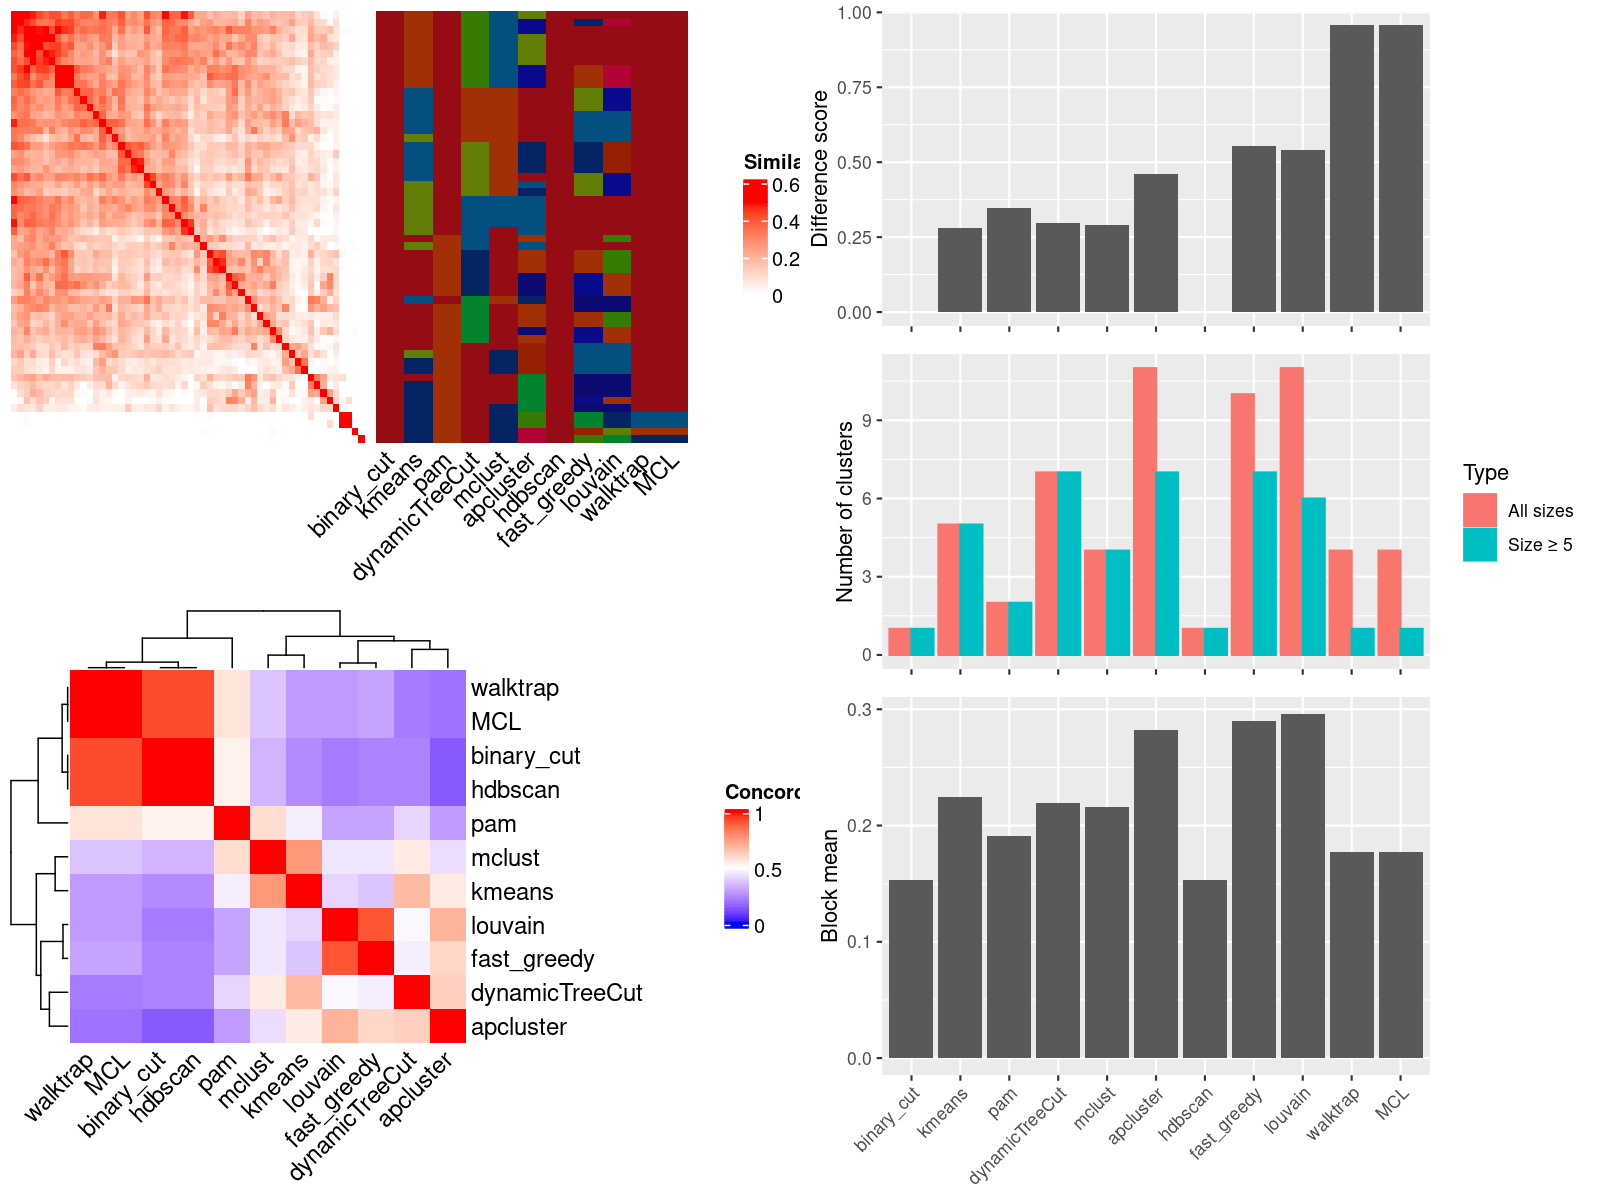 Simila
0.6
0.4
0.2
0
binary_cut
kmeans
pam
dynamicTreeCut
mclust
apcluster
hdbscan
fast_greedy
louvain
walktrap
MCL
Difference score
1.00
0.75
0.50
0.25
0.00
Number of clusters
9
6
3
0
Type
All sizes
Size ≥ 5
Block mean
0.3
0.2
0.1
0.0
binary_cut
kmeans
pam
dynamicTreeCut
mclust
apcluster
hdbscan
fast_greedy
louvain
walktrap
MCL
walktrap
MCL
binary_cut
hdbscan
pam
mclust
kmeans
louvain
fast_greedy
dynamicTreeCut
apcluster
Concord
1
0.5
0
walktrap
MCL
binary_cut
hdbscan
pam
mclust
kmeans
louvain
fast_greedy
dynamicTreeCut
apcluster